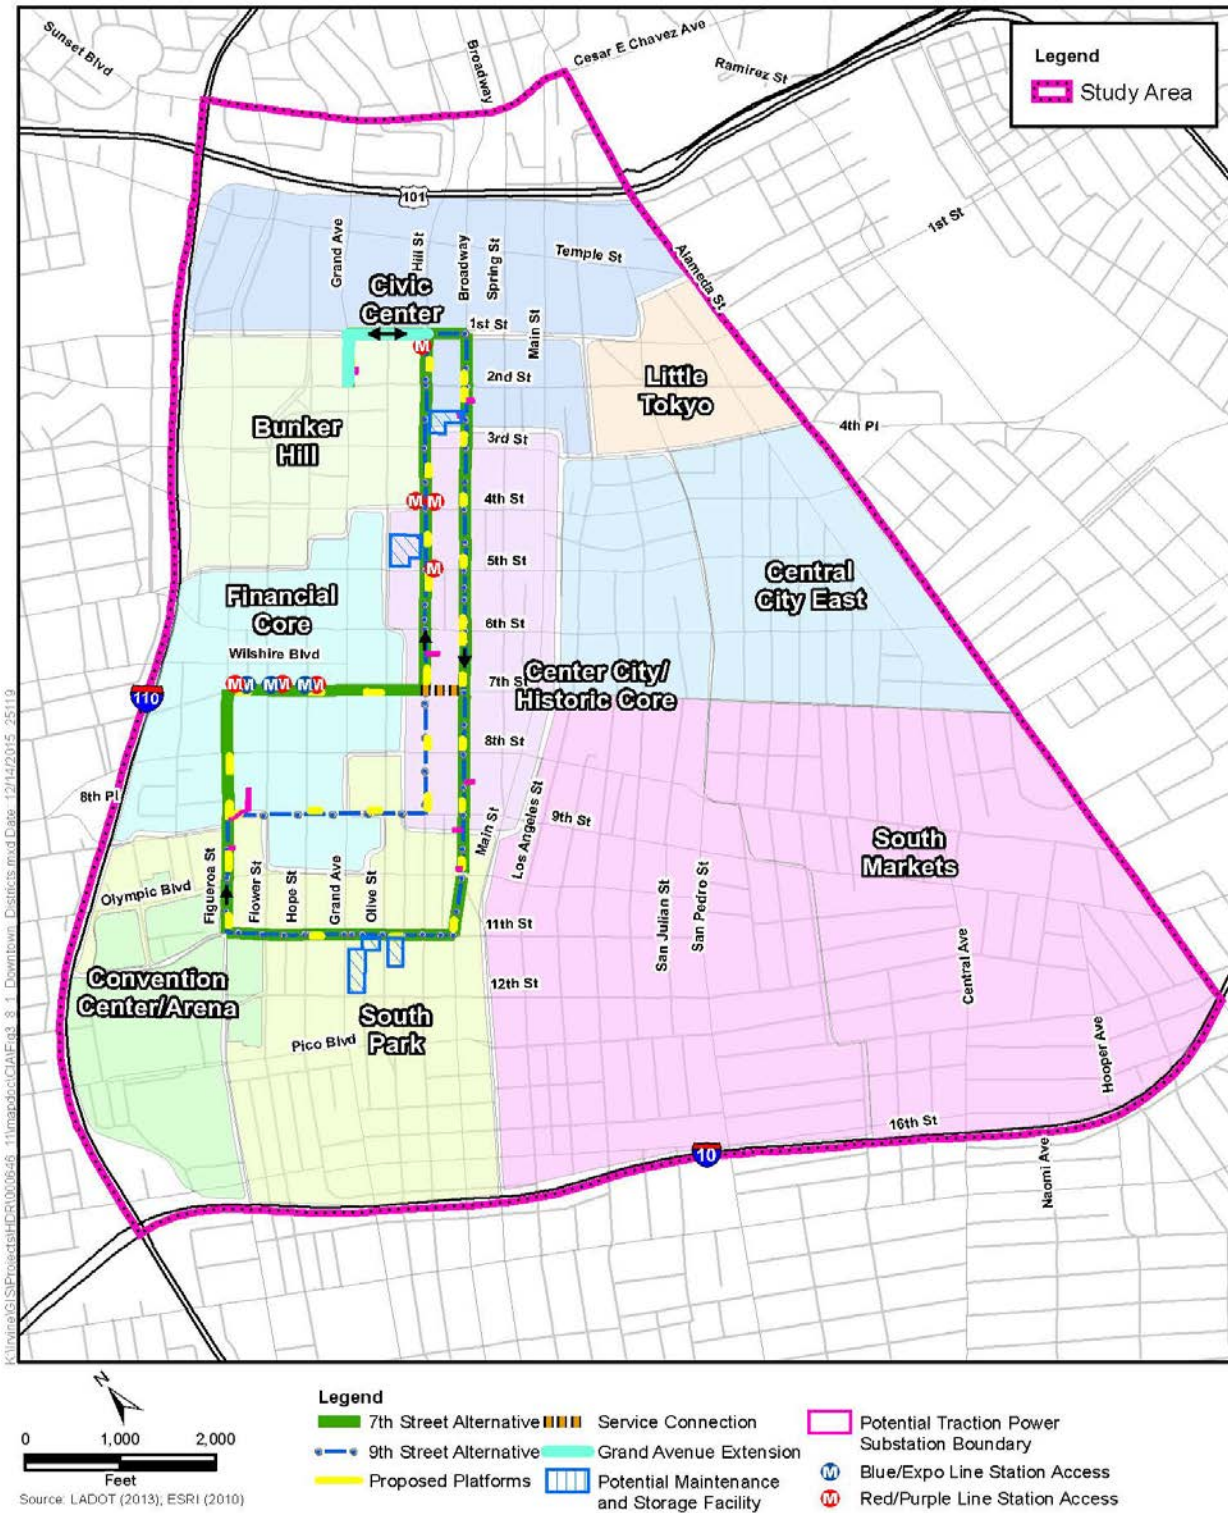 Sunset Blvd
Broadway
Cesar E Chavez Ave
Ramirez St
Legend
Study Area
101
1st St
Grand Ave
Hill St
Broadway
Spring St
Temple St
Alameda St
Civic
Center
1st St
Main St
2nd St
Little
Tokyo
Bunker
Hill
3rd St
4th Pl
M
M
M
4th St
M
5th St
Central
City East
Financial
Core
6th St
Wilshire Blvd
Center City/
Historic Core
7th St
M
M
M
M
M
M
110
8th St
8th Pl
Main St
Los Angeles St
9th St
South
Markets
Figueroa St
Olympic Blvd
Flower St
Hope St
Grand Ave
Olive St
San Julian St
San Pedro St
11th St
Central Ave
Convention
Center/Arena
12th St
South
Park
Pico Blvd
Hooper Ave
16th St
10
Naomi Ave
N
0 1,000 2,000
Feet
Source: LADOT (2013); ESRI (2010)
Legend
7th Street Alternative
9th Street Alternative
Proposed Platforms
Service Connection
Grand Avenue Extension
Potential Maintenance
and Storage Facility
Potential Traction Power
Substation Boundary
M Blue/Expo Line Station Access
M Red/Purple Line Station Access